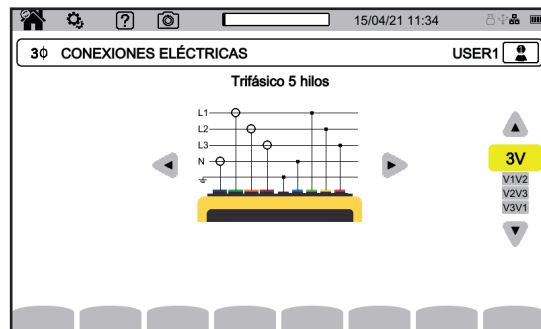 ? 15/04/21 11:34
3Φ CONEXIONES ELÉCTRICAS USER1
Trifásico 5 hilos
L1
L2
L3
N
3V
V1V2
V2V3
V3V1